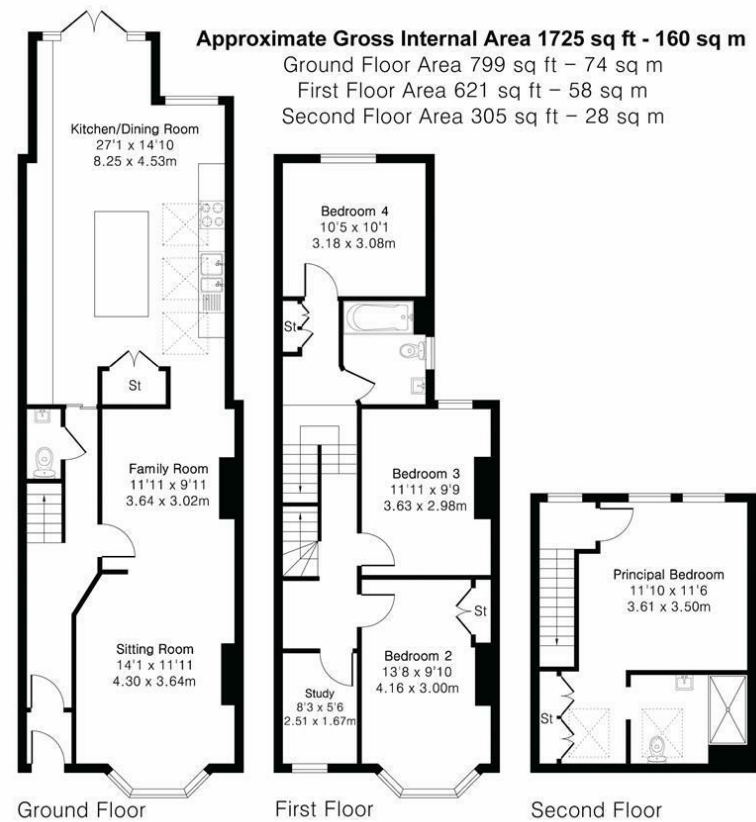 Approximate Gross Internal Area 1725 sq ft - 160 sq m
Ground Floor Area 799 sq ft – 74 sq m
First Floor Area 621 sq ft – 58 sq m
Second Floor Area 305 sq ft – 28 sq m
Kitchen/Dining Room
27'1 x 14'10
8.25 x 4.53m
St
Family Room
11'11 x 9'11
3.64 x 3.02m
Sitting Room
14'1 x 11'11
4.30 x 3.64m
Ground Floor
Bedroom 4
10'5 x 10'1
3.18 x 3.08m
St
Bedroom 3
11'11 x 9'9
3.63 x 2.98m
St
Bedroom 2
13'8 x 9'10
4.16 x 3.00m
Study
8'3 x 5'6
2.51 x 1.67m
First Floor
Principal Bedroom
11'10 x 11'6
3.61 x 3.50m
St
Second Floor